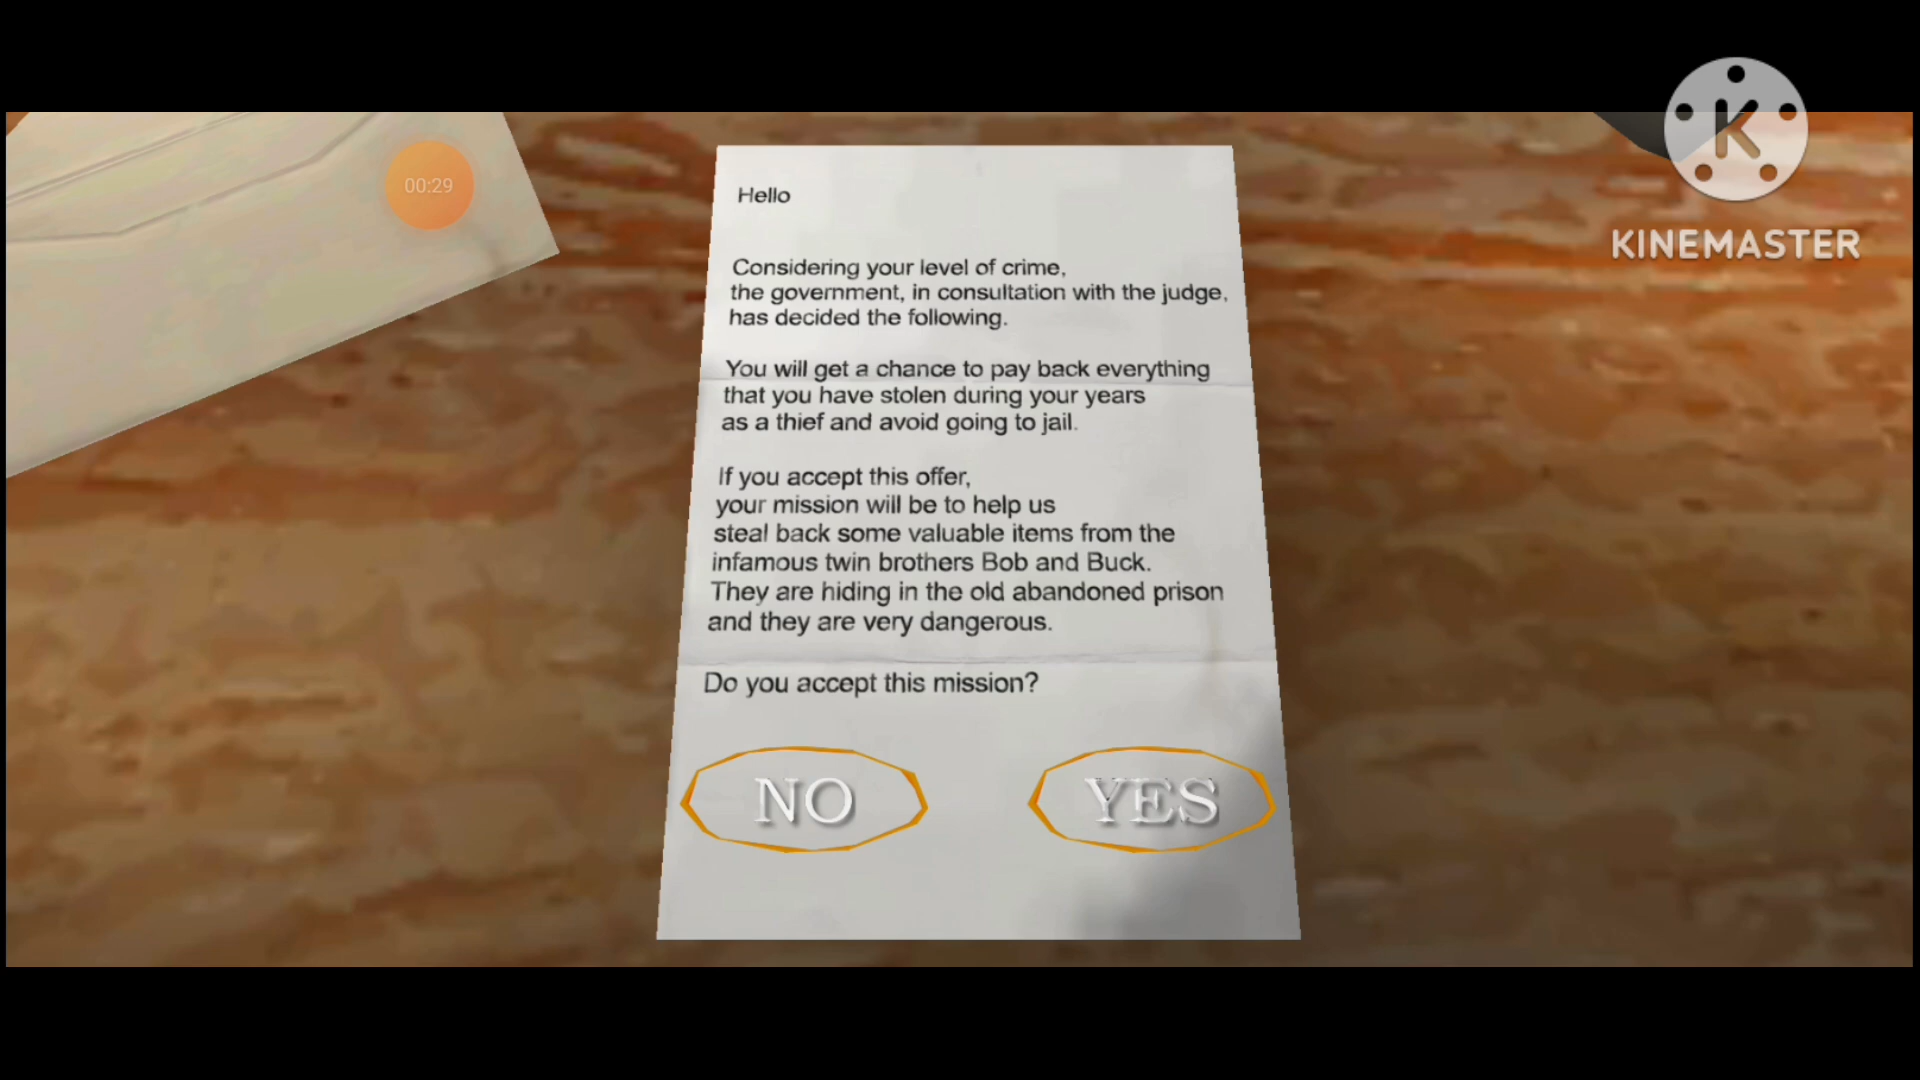 00:29
K
KINEMASTER
Hello
Considering your level of crime,
the government, in consultation with the judge,
has decided the following.
You will get a chance to pay back everything
that you have stolen during your years
as a thief and avoid going to jail.
If you accept this offer,
your mission will be to help us
steal back some valuable items from the
infamous twin brothers Bob and Buck.
They are hiding in the old abandoned prison
and they are very dangerous.
Do you accept this mission?
NO YES